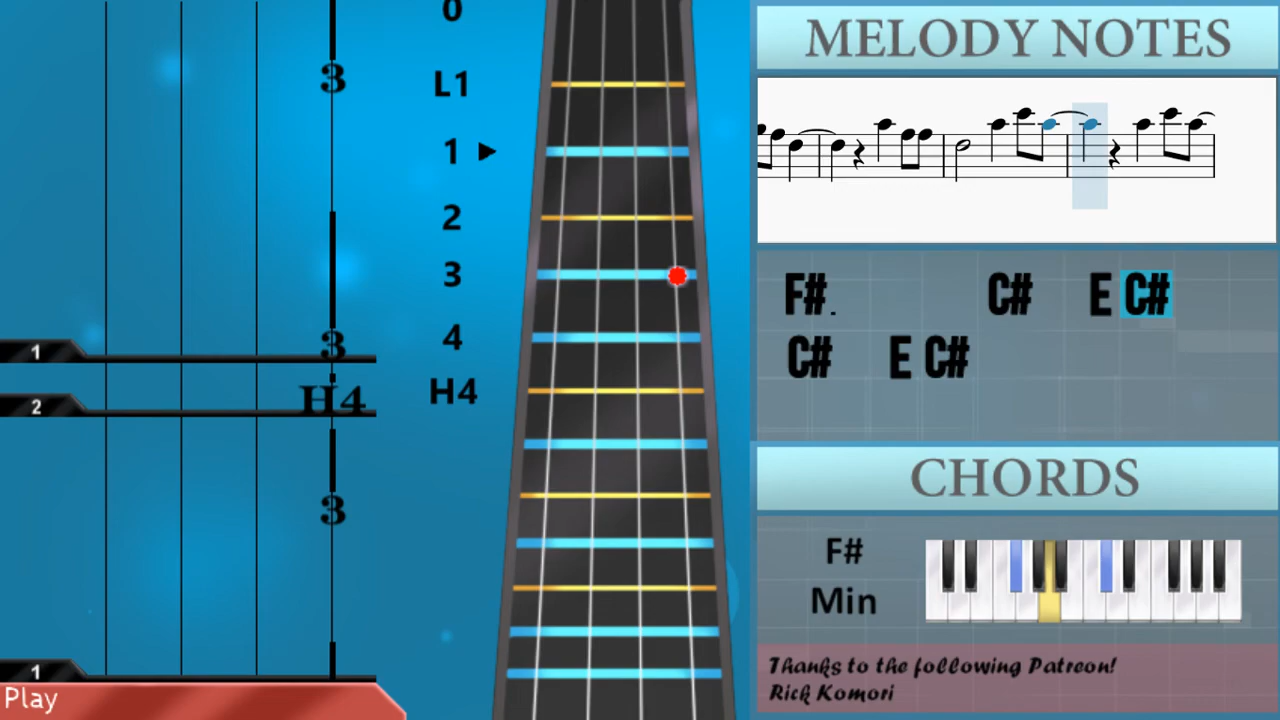 0
L1
1
2
3
4
H4
3
1
3
2
H4
3
1
Play
MELODY NOTES
F#. C# E C#
C# E C#
CHORDS
F#
Min
Thanks to the following Patreon!
Rick Komori